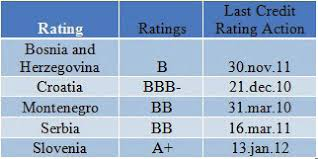 Rating Ratings Last Credit
Rating Action
Bosnia and
Herzegovina B 30.nov.11
Croatia BBB- 21.dec.10
Montenegro BB 31.mar.10
Serbia BB 16.mar.11
Slovenia A+ 13.jan.12